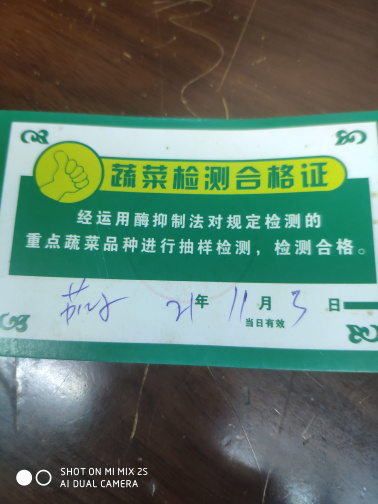 蔬菜检测合格证
经运用酶抑制法对规定检测的
重点蔬菜品种进行抽样检测，检测合格。
茄子 21年 11月 3日
当日有效
SHOT ON MI MIX 2S
AI DUAL CAMERA